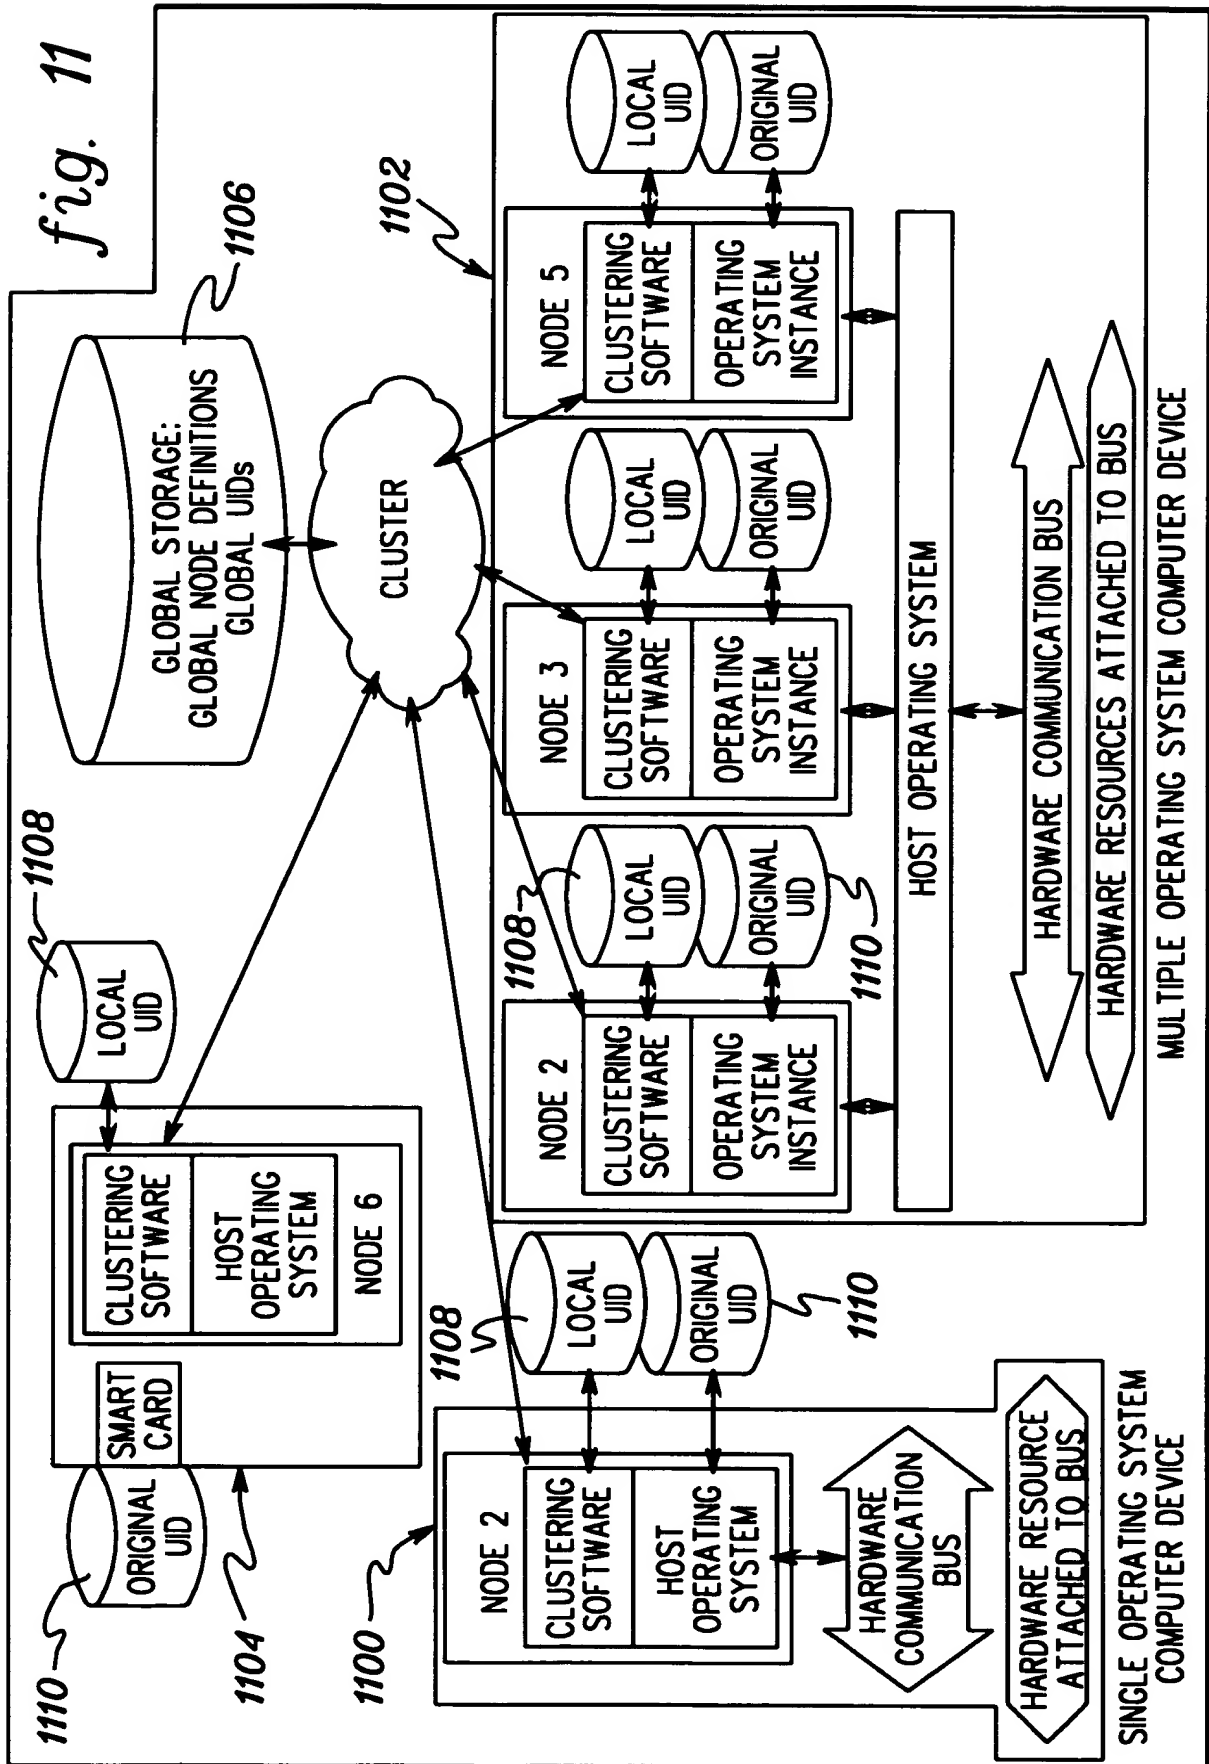 fig. 11
1106
GLOBAL STORAGE:
GLOBAL NODE DEFINITIONS
GLOBAL UIDs
CLUSTER
1108
LOCAL
UID
CLUSTERING
SOFTWARE
HOST
OPERATING
SYSTEM
NODE 6
SMART
CARD
1110
ORIGINAL
UID
1104
1100
NODE 2
CLUSTERING
SOFTWARE
HOST
OPERATING
SYSTEM
1108
LOCAL
UID
ORIGINAL
UID
1110
HARDWARE
COMMUNICATION
BUS
HARDWARE RESOURCE
ATTACHED TO BUS
SINGLE OPERATING SYSTEM
COMPUTER DEVICE
1102
NODE 2
CLUSTERING
SOFTWARE
OPERATING
SYSTEM
INSTANCE
1108
LOCAL
UID
ORIGINAL
UID
1110
NODE 3
CLUSTERING
SOFTWARE
OPERATING
SYSTEM
INSTANCE
LOCAL
UID
ORIGINAL
UID
NODE 5
CLUSTERING
SOFTWARE
OPERATING
SYSTEM
INSTANCE
LOCAL
UID
ORIGINAL
UID
HOST OPERATING SYSTEM
HARDWARE COMMUNICATION BUS
HARDWARE RESOURCES ATTACHED TO BUS
MULTIPLE OPERATING SYSTEM COMPUTER DEVICE